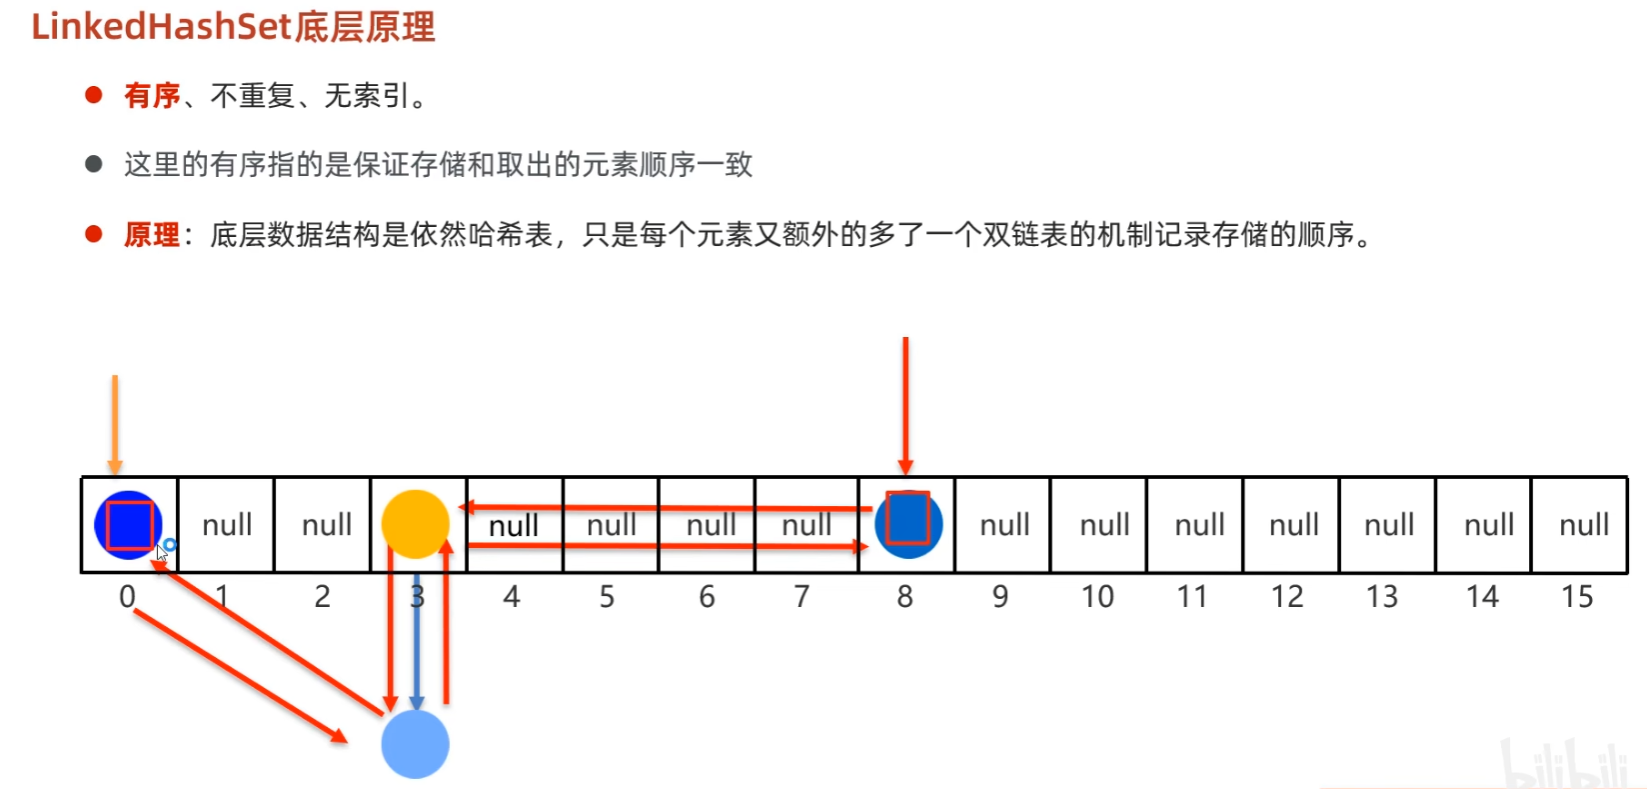 LinkedHashSet底层原理
有序、不重复、无索引。
这里的有序指的是保证存储和取出的元素顺序一致
原理：底层数据结构是依然哈希表，只是每个元素又额外的多了一个双链表的机制记录存储的顺序。
null null null null null null null null null null null null null
0 1 2 3 4 5 6 7 8 9 10 11 12 13 14 15
bilibili